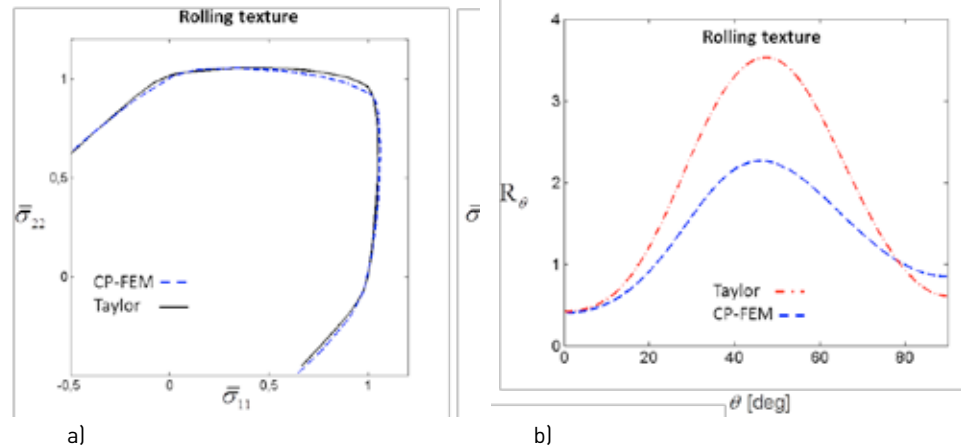 Rolling texture
1
0,5
0
σ̄22
CP-FEM
Taylor
-0,5
0
0,5
1
σ̄11
a)
σ̄
Rolling texture
4
3
2
1
0
Rθ
Taylor
CP-FEM
0
20
40
60
80
θ [deg]
b)